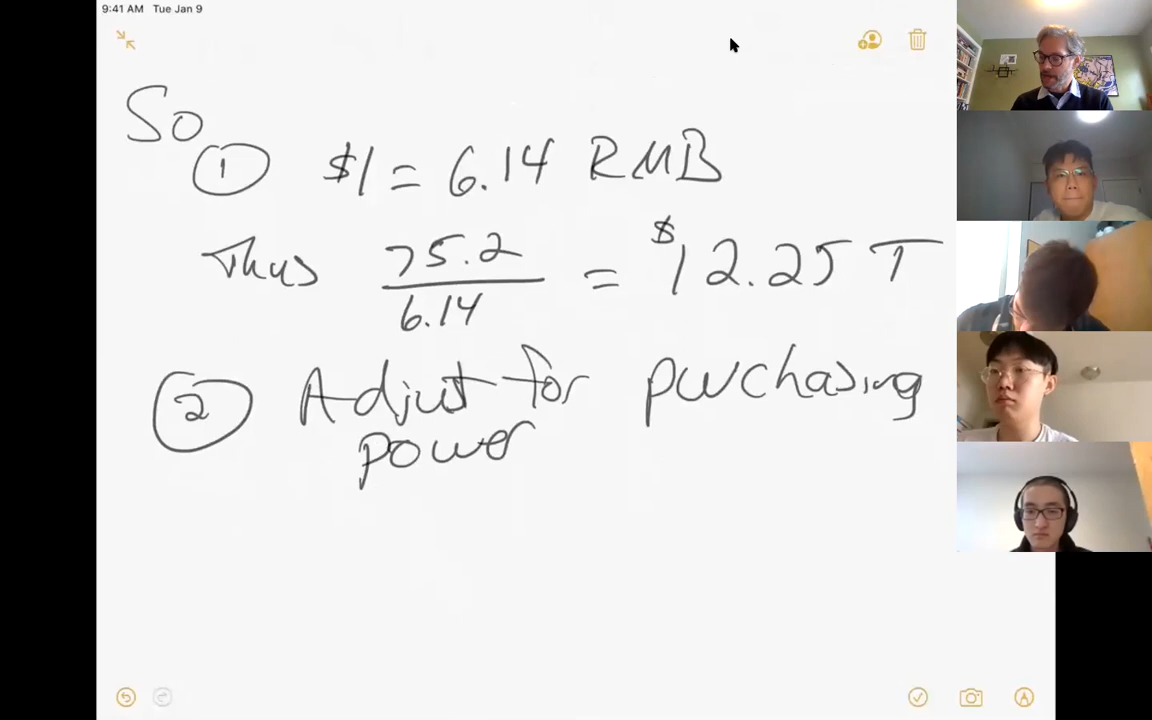 9:41 AM Tue Jan 9
So
1 $1 = 6.14 RMB
Thus 75.2 / 6.14 = $12.25 T
2 Adjust for purchasing
power